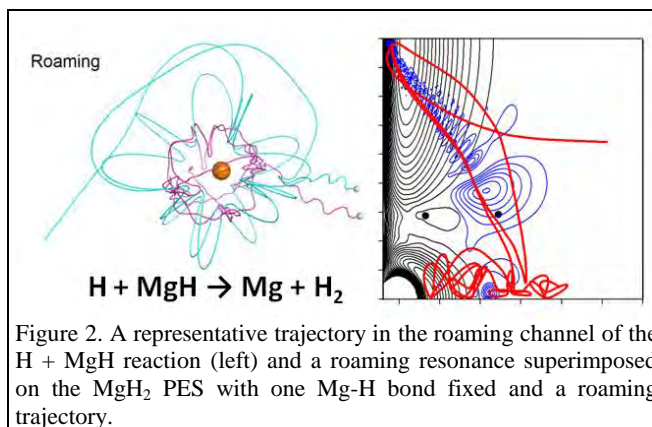 Roaming
H + MgH → Mg + H₂
Figure 2. A representative trajectory in the roaming channel of the
H + MgH reaction (left) and a roaming resonance superimposed
on the MgH₂ PES with one Mg-H bond fixed and a roaming
trajectory.